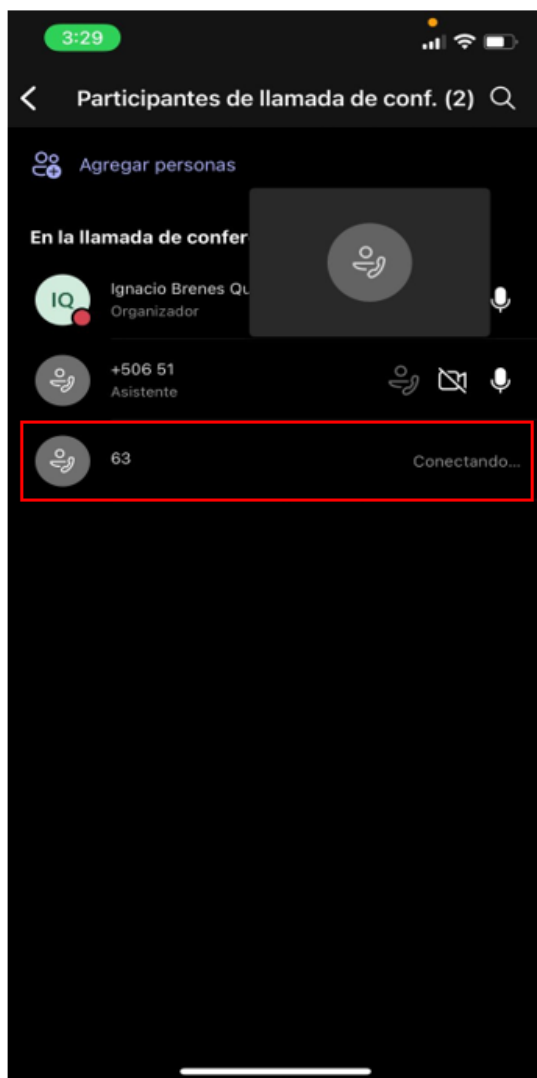 3:29
Participantes de llamada de conf. (2)
Agregar personas
En la llamada de confer
IQ
Ignacio Brenes Qu
Organizador
+506 51
Asistente
63
Conectando...